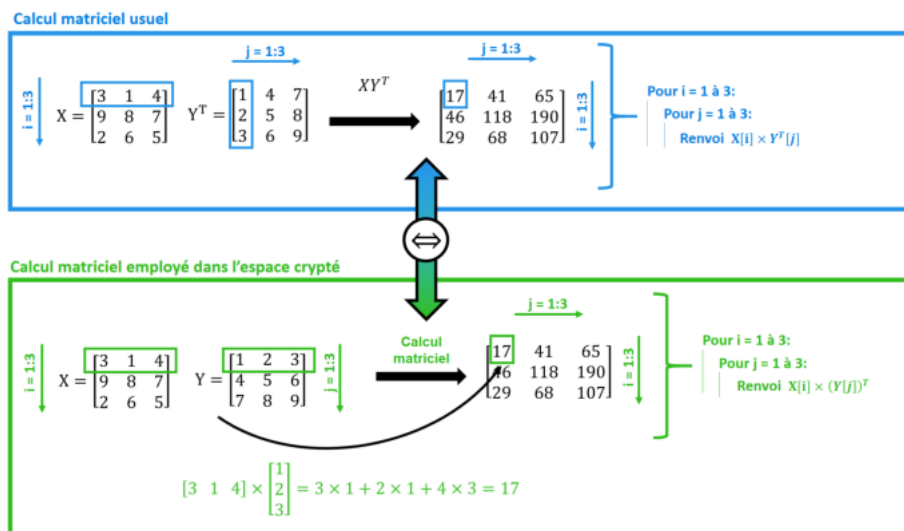 Calcul matriciel usuel
j = 1:3
j = 1:3
i = 1:3
X = [3 1 4
9 8 7
2 6 5]
Y^T = [1 4 7
2 5 8
3 6 9]
XY^T
[17 41 65
46 118 190
29 68 107]
i = 1:3
Pour i = 1 à 3:
Pour j = 1 à 3:
Renvoi X[i] × Y^T[j]
⇔
Calcul matriciel employé dans l'espace crypté
j = 1:3
i = 1:3
X = [3 1 4
9 8 7
2 6 5]
Y = [1 2 3
4 5 6
7 8 9]
j = 1:3
Calcul
matriciel
[17 41 65
46 118 190
29 68 107]
i = 1:3
Pour i = 1 à 3:
Pour j = 1 à 3:
Renvoi X[i] × (Y[j])^T
[3 1 4] × [1
2
3] = 3 × 1 + 2 × 1 + 4 × 3 = 17